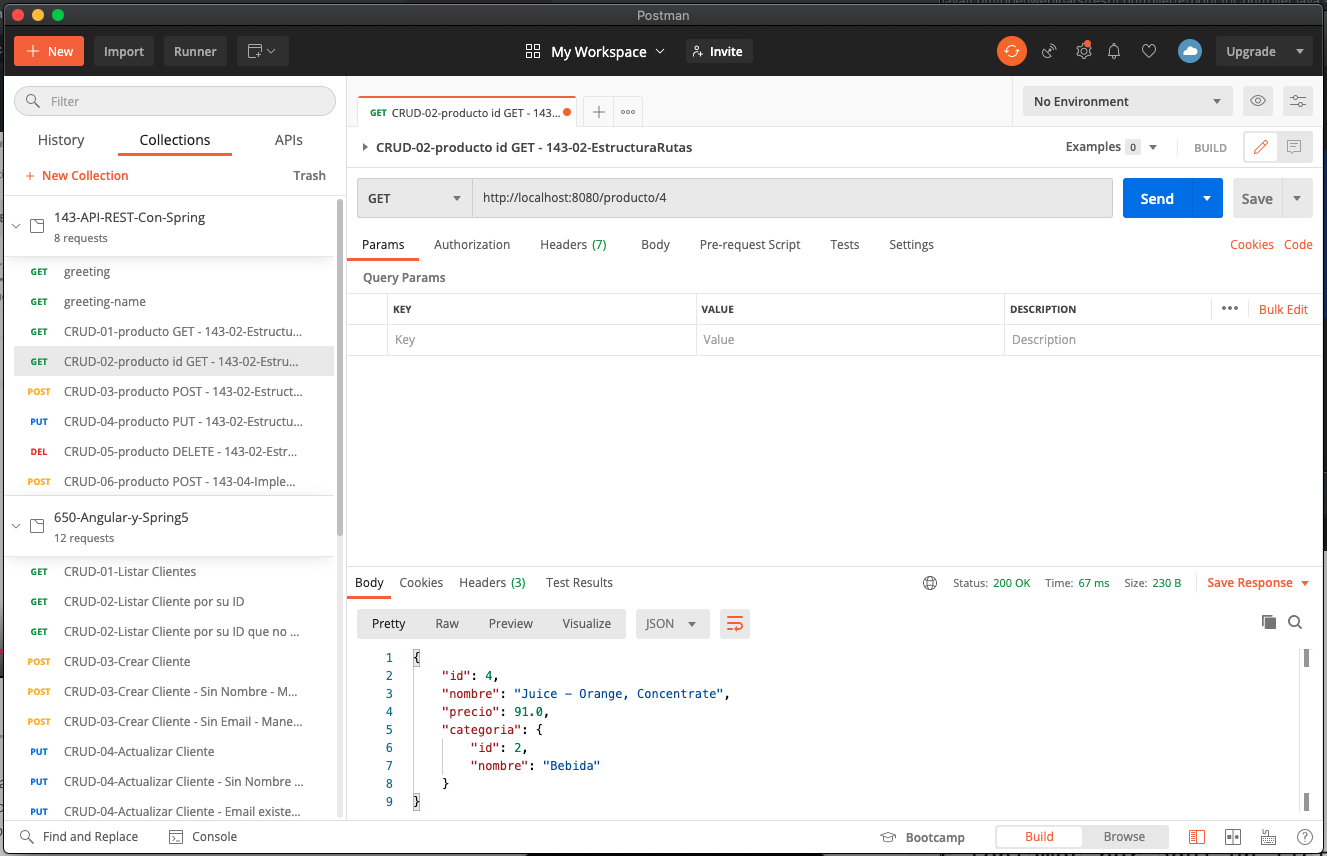 Postman
New Import Runner My Workspace Invite Upgrade
Filter
History Collections APIs
New Collection Trash
143-API-REST-Con-Spring
8 requests
GET greeting
GET greeting-name
GET CRUD-01-producto GET - 143-02-Estructu...
GET CRUD-02-producto id GET - 143-02-Estru...
POST CRUD-03-producto POST - 143-02-Estruct...
PUT CRUD-04-producto PUT - 143-02-Estructu...
DEL CRUD-05-producto DELETE - 143-02-Estr...
POST CRUD-06-producto POST - 143-04-Imple...
650-Angular-y-Spring5
12 requests
GET CRUD-01-Listar Clientes
GET CRUD-02-Listar Cliente por su ID
GET CRUD-02-Listar Cliente por su ID que no ...
POST CRUD-03-Crear Cliente
POST CRUD-03-Crear Cliente - Sin Nombre - M...
POST CRUD-03-Crear Cliente - Sin Email - Mane...
PUT CRUD-04-Actualizar Cliente
PUT CRUD-04-Actualizar Cliente - Sin Nombre ...
PUT CRUD-04-Actualizar Cliente - Email existe...
GET CRUD-02-producto id GET - 143...
No Environment
CRUD-02-producto id GET - 143-02-EstructuraRutas
Examples 0 BUILD
GET http://localhost:8080/producto/4 Send Save
Params Authorization Headers (7) Body Pre-request Script Tests Settings Cookies Code
Query Params
KEY VALUE DESCRIPTION Bulk Edit
Key Value Description
Body Cookies Headers (3) Test Results Status: 200 OK Time: 67 ms Size: 230 B Save Response
Pretty Raw Preview Visualize JSON
1 {
2 "id": 4,
3 "nombre": "Juice - Orange, Concentrate",
4 "precio": 91.0,
5 "categoria": {
6 "id": 2,
7 "nombre": "Bebida"
8 }
9 }
Find and Replace Console Bootcamp Build Browse